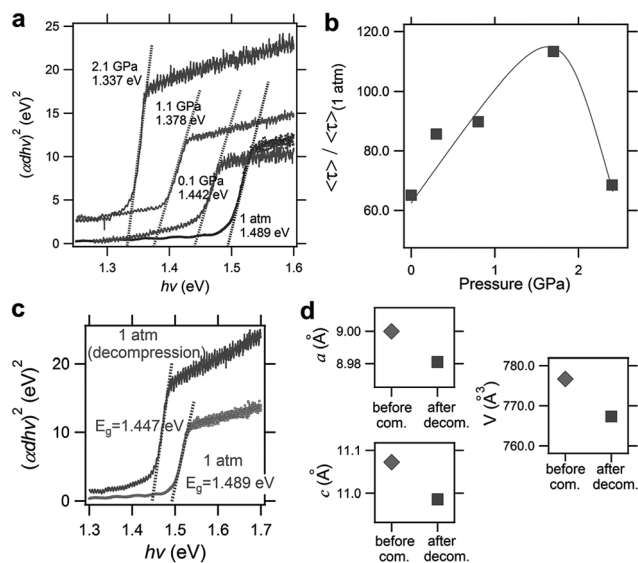 a
(αdhν)² (eV)²
25
20
15
10
5
0
2.1 GPa
1.337 eV
1.1 GPa
1.378 eV
0.1 GPa
1.442 eV
1 atm
1.489 eV
1.3
1.4
1.5
1.6
hν (eV)
b
<τ> / <τ>(1 atm)
120.0
100.0
80.0
60.0
0
1
2
Pressure (GPa)
c
(αdhν)² (eV)²
20
10
0
1 atm
(decompression)
Eg=1.447 eV
1 atm
Eg=1.489 eV
1.3
1.4
1.5
1.6
1.7
hν (eV)
d
a (Å)
9.00
8.98
before
com.
after
decom.
c (Å)
11.1
11.0
before
com.
after
decom.
V (Å³)
780.0
770.0
760.0
before
com.
after
decom.